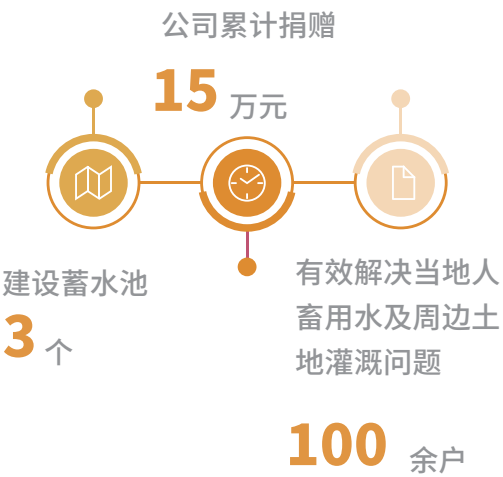 公司累计捐赠
15 万元
建设蓄水池
3 个
有效解决当地人
畜用水及周边土
地灌溉问题
100 余户